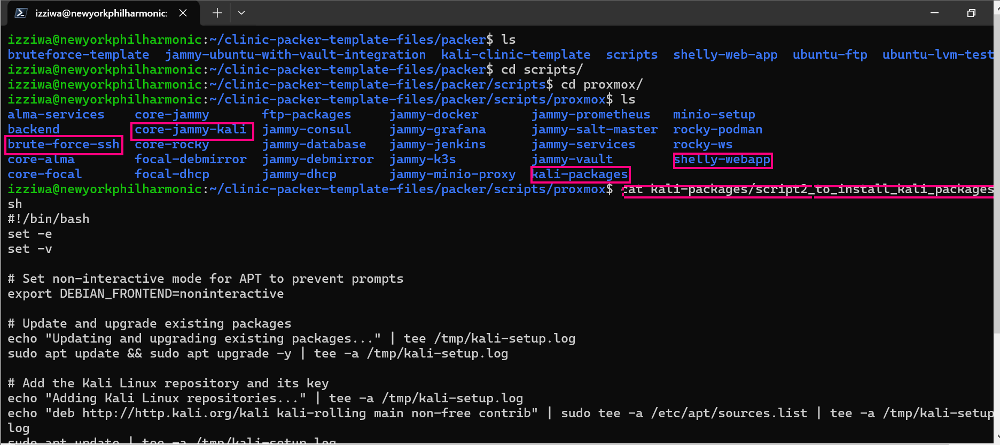 izziwa@newyorkphilharmonic:
izziwa@newyorkphilharmonic:~/clinic-packer-template-files/packer$ ls
bruteforce-template jammy-ubuntu-with-vault-integration kali-clinic-template scripts shelly-web-app ubuntu-ftp ubuntu-lvm-test
izziwa@newyorkphilharmonic:~/clinic-packer-template-files/packer$ cd scripts/
izziwa@newyorkphilharmonic:~/clinic-packer-template-files/packer/scripts$ cd proxmox/
izziwa@newyorkphilharmonic:~/clinic-packer-template-files/packer/scripts/proxmox$ ls
alma-services core-jammy ftp-packages jammy-docker jammy-prometheus minio-setup
backend core-jammy-kali jammy-consul jammy-grafana jammy-salt-master rocky-podman
brute-force-ssh core-rocky jammy-database jammy-jenkins jammy-services rocky-ws
core-alma focal-debmirror jammy-debmirror jammy-k3s jammy-vault shelly-webapp
core-focal focal-dhcp jammy-dhcp jammy-minio-proxy kali-packages
izziwa@newyorkphilharmonic:~/clinic-packer-template-files/packer/scripts/proxmox$ cat kali-packages/script2_to_install_kali_packages
sh
#!/bin/bash
set -e
set -v
# Set non-interactive mode for APT to prevent prompts
export DEBIAN_FRONTEND=noninteractive
# Update and upgrade existing packages
echo "Updating and upgrading existing packages..." | tee /tmp/kali-setup.log
sudo apt update && sudo apt upgrade -y | tee -a /tmp/kali-setup.log
# Add the Kali Linux repository and its key
echo "Adding Kali Linux repositories..." | tee -a /tmp/kali-setup.log
echo "deb http://http.kali.org/kali kali-rolling main non-free contrib" | sudo tee -a /etc/apt/sources.list | tee -a /tmp/kali-setup
log
sudo apt update | tee -a /tmp/kali-setup.log